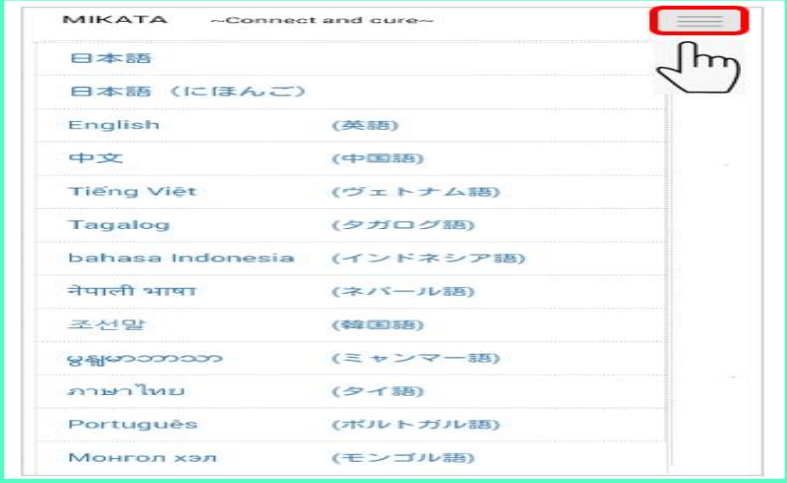 MIKATA ~Connect and cure~
日本語
日本語（にほんご）
English (英語)
中文 (中国語)
Tiếng Việt (ヴェトナム語)
Tagalog (タガログ語)
bahasa Indonesia (インドネシア語)
नेपाली भाषा (ネパール語)
조선말 (韓国語)
မြန်မာဘာသာ (ミャンマー語)
ภาษาไทย (タイ語)
Português (ポルトガル語)
Монгол хэл (モンゴル語)